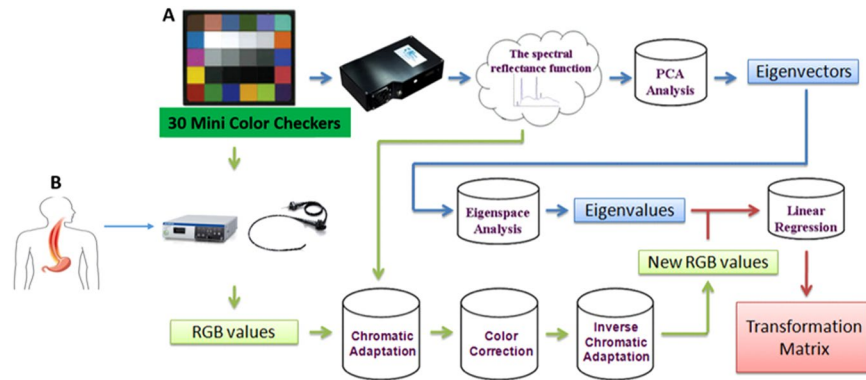 A
The spectral
reflectance function
PCA
Analysis
Eigenvectors
30 Mini Color Checkers
B
Eigenspace
Analysis
Eigenvalues
Linear
Regression
New RGB values
RGB values
Chromatic
Adaptation
Color
Correction
Inverse
Chromatic
Adaptation
Transformation
Matrix